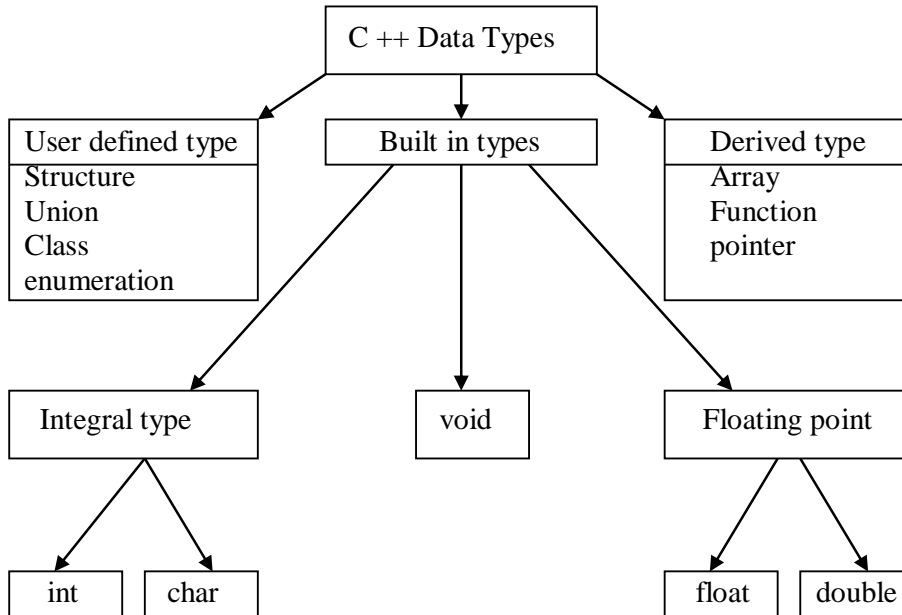 C ++ Data Types
User defined type
Structure
Union
Class
enumeration
Built in types
Derived type
Array
Function
pointer
Integral type
void
Floating point
int
char
float
double